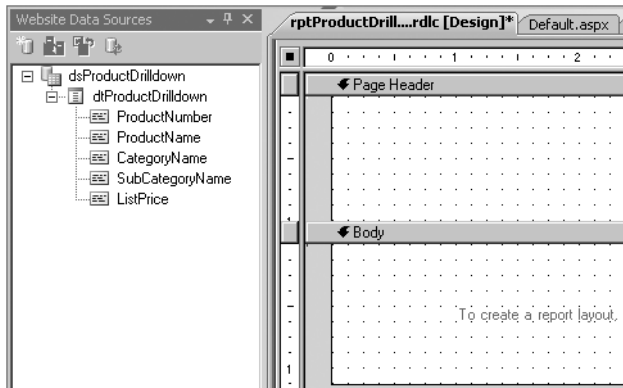 Website Data Sources
dsProductDrilldown
dtProductDrilldown
ProductNumber
ProductName
CategoryName
SubCategoryName
ListPrice
rptProductDrill....rdlc [Design]*
Default.aspx
0 1 2
Page Header
Body
To create a report layout,
1